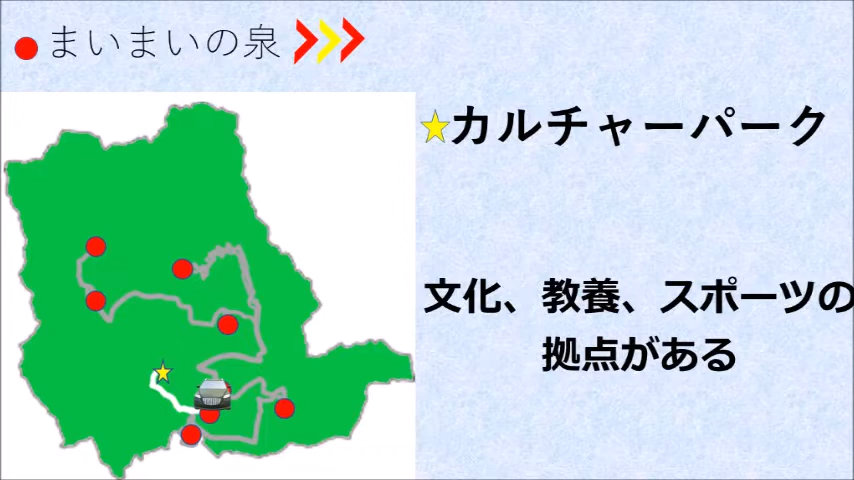 まいまいの泉
カルチャーパーク
文化、教養、スポーツの
拠点がある